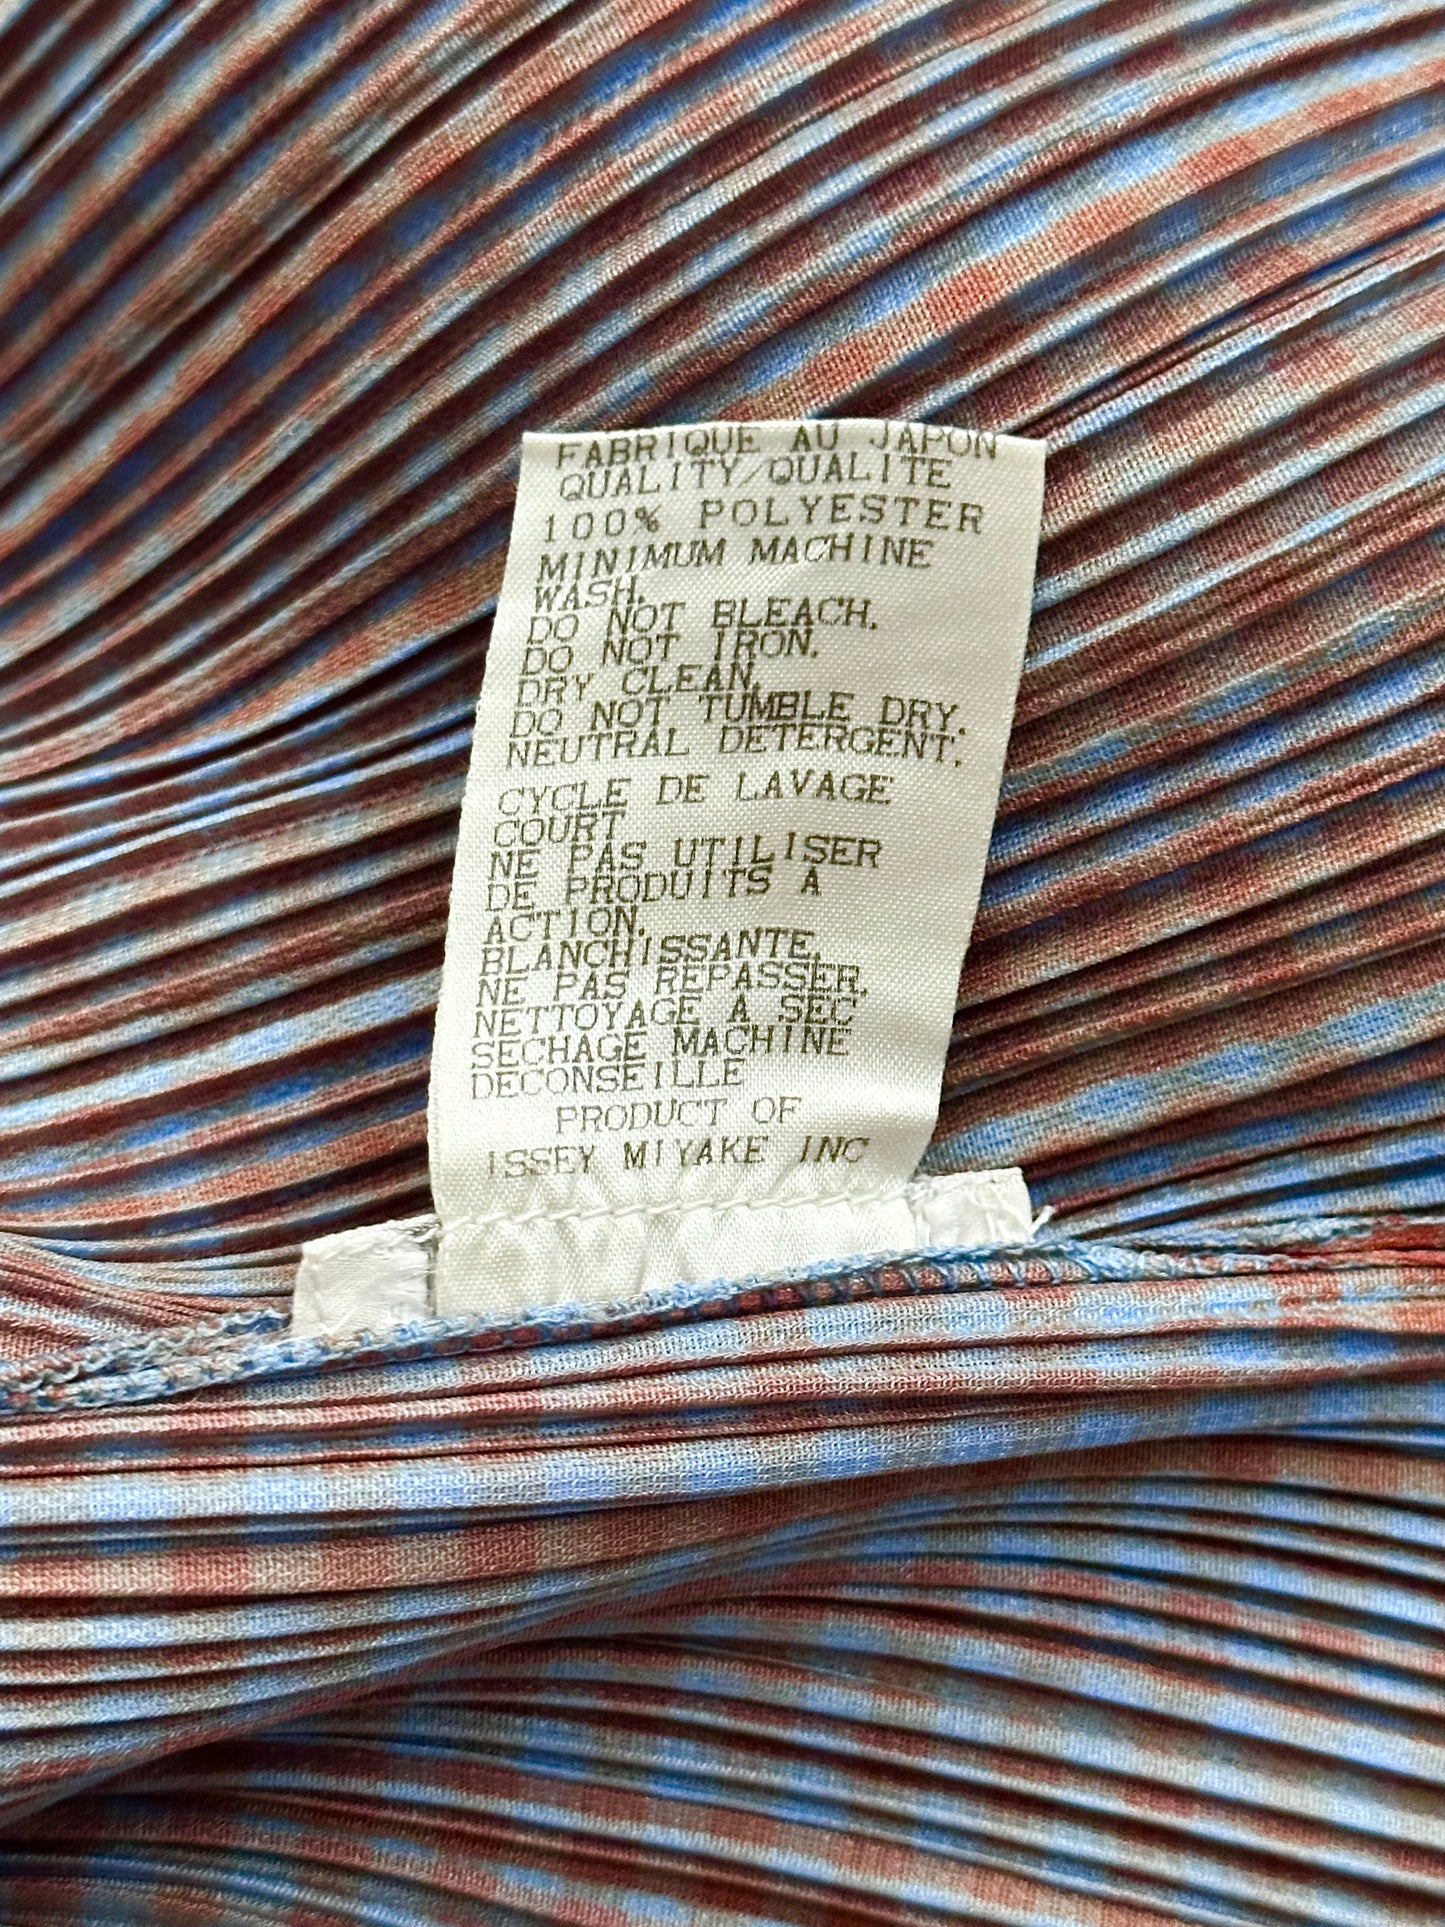 FABRIQUE AU JAPON
QUALITY/QUALITE
100% POLYESTER
MINIMUM MACHINE
WASH.
DO NOT BLEACH.
DO NOT IRON.
DRY CLEAN.
DO NOT TUMBLE DRY.
NEUTRAL DETERGENT.
CYCLE DE LAVAGE
COURT
NE PAS UTILISER
DE PRODUITS A
ACTION.
BLANCHISSANTE.
NE PAS REPASSER.
NETTOYAGE A SEC
SECHAGE MACHINE
DECONSEILLE
PRODUCT OF
ISSEY MIYAKE INC